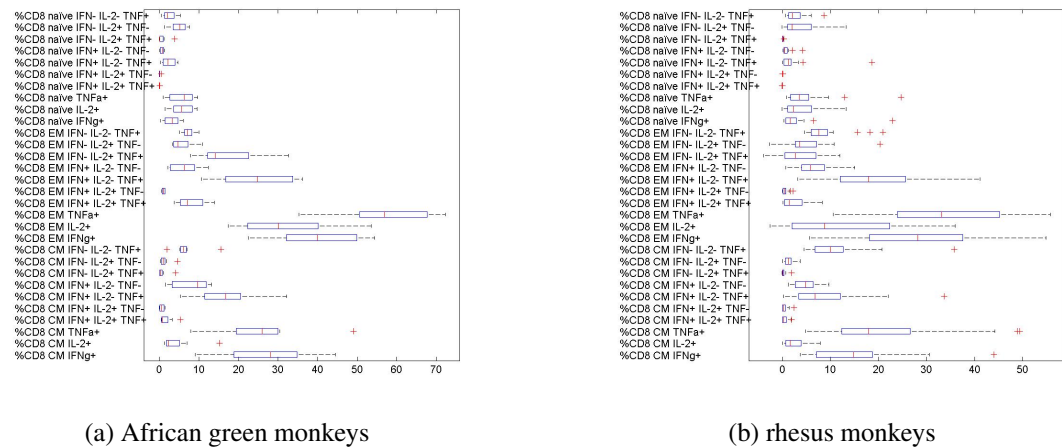 %CD8 naïve IFN- IL-2- TNF+
%CD8 naïve IFN- IL-2+ TNF-
%CD8 naïve IFN- IL-2+ TNF+
%CD8 naïve IFN+ IL-2- TNF-
%CD8 naïve IFN+ IL-2- TNF+
%CD8 naïve IFN+ IL-2+ TNF-
%CD8 naïve IFN+ IL-2+ TNF+
%CD8 naïve TNFa+
%CD8 naïve IL-2+
%CD8 naïve IFNg+
%CD8 EM IFN- IL-2- TNF+
%CD8 EM IFN- IL-2+ TNF-
%CD8 EM IFN- IL-2+ TNF+
%CD8 EM IFN+ IL-2- TNF-
%CD8 EM IFN+ IL-2- TNF+
%CD8 EM IFN+ IL-2+ TNF-
%CD8 EM IFN+ IL-2+ TNF+
%CD8 EM TNFa+
%CD8 EM IL-2+
%CD8 EM IFNg+
%CD8 CM IFN- IL-2- TNF+
%CD8 CM IFN- IL-2+ TNF-
%CD8 CM IFN- IL-2+ TNF+
%CD8 CM IFN+ IL-2- TNF-
%CD8 CM IFN+ IL-2- TNF+
%CD8 CM IFN+ IL-2+ TNF-
%CD8 CM IFN+ IL-2+ TNF+
%CD8 CM TNFa+
%CD8 CM IL-2+
%CD8 CM IFNg+
0 10 20 30 40 50 60 70
(a) African green monkeys
%CD8 naïve IFN- IL-2- TNF+
%CD8 naïve IFN- IL-2+ TNF-
%CD8 naïve IFN- IL-2+ TNF+
%CD8 naïve IFN+ IL-2- TNF-
%CD8 naïve IFN+ IL-2- TNF+
%CD8 naïve IFN+ IL-2+ TNF-
%CD8 naïve IFN+ IL-2+ TNF+
%CD8 naïve TNFa+
%CD8 naïve IL-2+
%CD8 naïve IFNg+
%CD8 EM IFN- IL-2- TNF+
%CD8 EM IFN- IL-2+ TNF-
%CD8 EM IFN- IL-2+ TNF+
%CD8 EM IFN+ IL-2- TNF-
%CD8 EM IFN+ IL-2- TNF+
%CD8 EM IFN+ IL-2+ TNF-
%CD8 EM IFN+ IL-2+ TNF+
%CD8 EM TNFa+
%CD8 EM IL-2+
%CD8 EM IFNg+
%CD8 CM IFN- IL-2- TNF+
%CD8 CM IFN- IL-2+ TNF-
%CD8 CM IFN- IL-2+ TNF+
%CD8 CM IFN+ IL-2- TNF-
%CD8 CM IFN+ IL-2- TNF+
%CD8 CM IFN+ IL-2+ TNF-
%CD8 CM IFN+ IL-2+ TNF+
%CD8 CM TNFa+
%CD8 CM IL-2+
%CD8 CM IFNg+
0 10 20 30 40 50
(b) rhesus monkeys